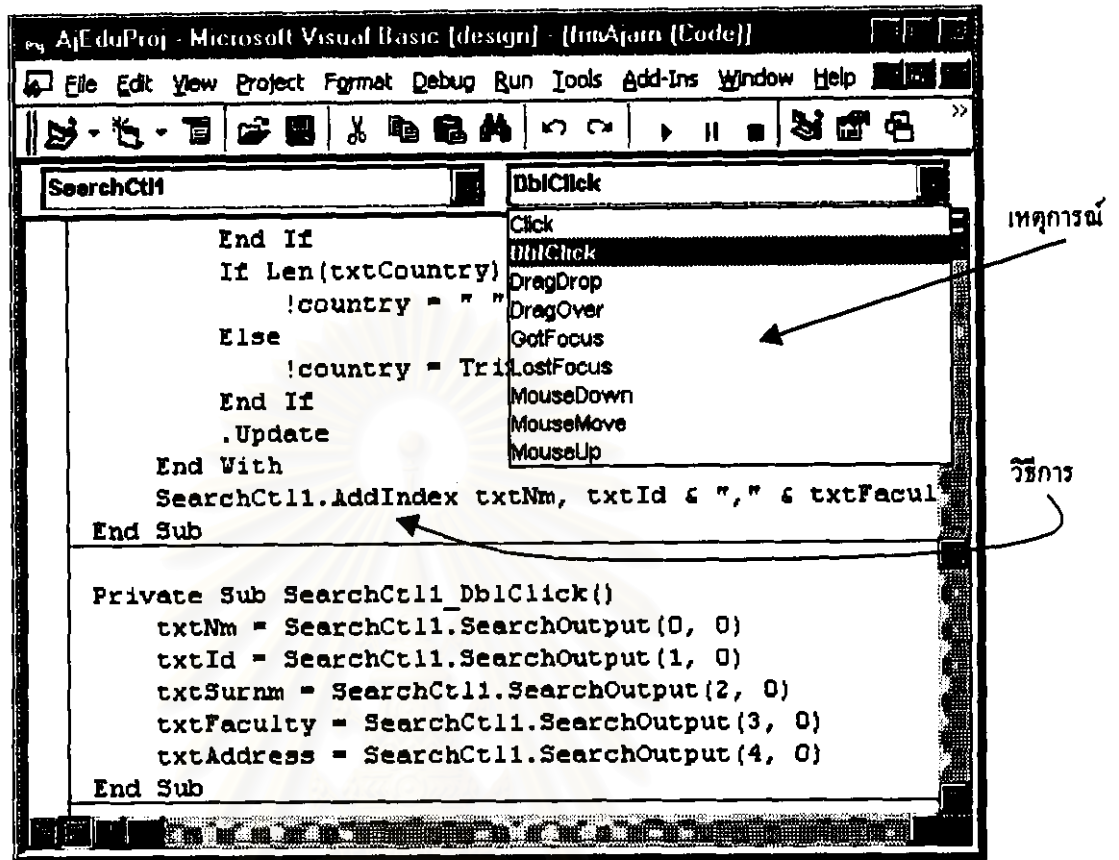 AjEduProj - Microsoft Visual Basic [design] - [frmAjarn (Code)]
File Edit View Project Format Debug Run Tools Add-Ins Window Help
SearchCtl1
DblClick
เหตุการณ์
Click
DblClick
DragDrop
DragOver
GotFocus
LostFocus
MouseDown
MouseMove
MouseUp
End If
If Len(txtCountry)
!country = " "
Else
!country = Tri
End If
.Update
End With
วิธีการ
SearchCtl1.AddIndex txtNm, txtId & "," & txtFacul
End Sub
Private Sub SearchCtl1_DblClick()
txtNm = SearchCtl1.SearchOutput(0, 0)
txtId = SearchCtl1.SearchOutput(1, 0)
txtSurnm = SearchCtl1.SearchOutput(2, 0)
txtFaculty = SearchCtl1.SearchOutput(3, 0)
txtAddress = SearchCtl1.SearchOutput(4, 0)
End Sub